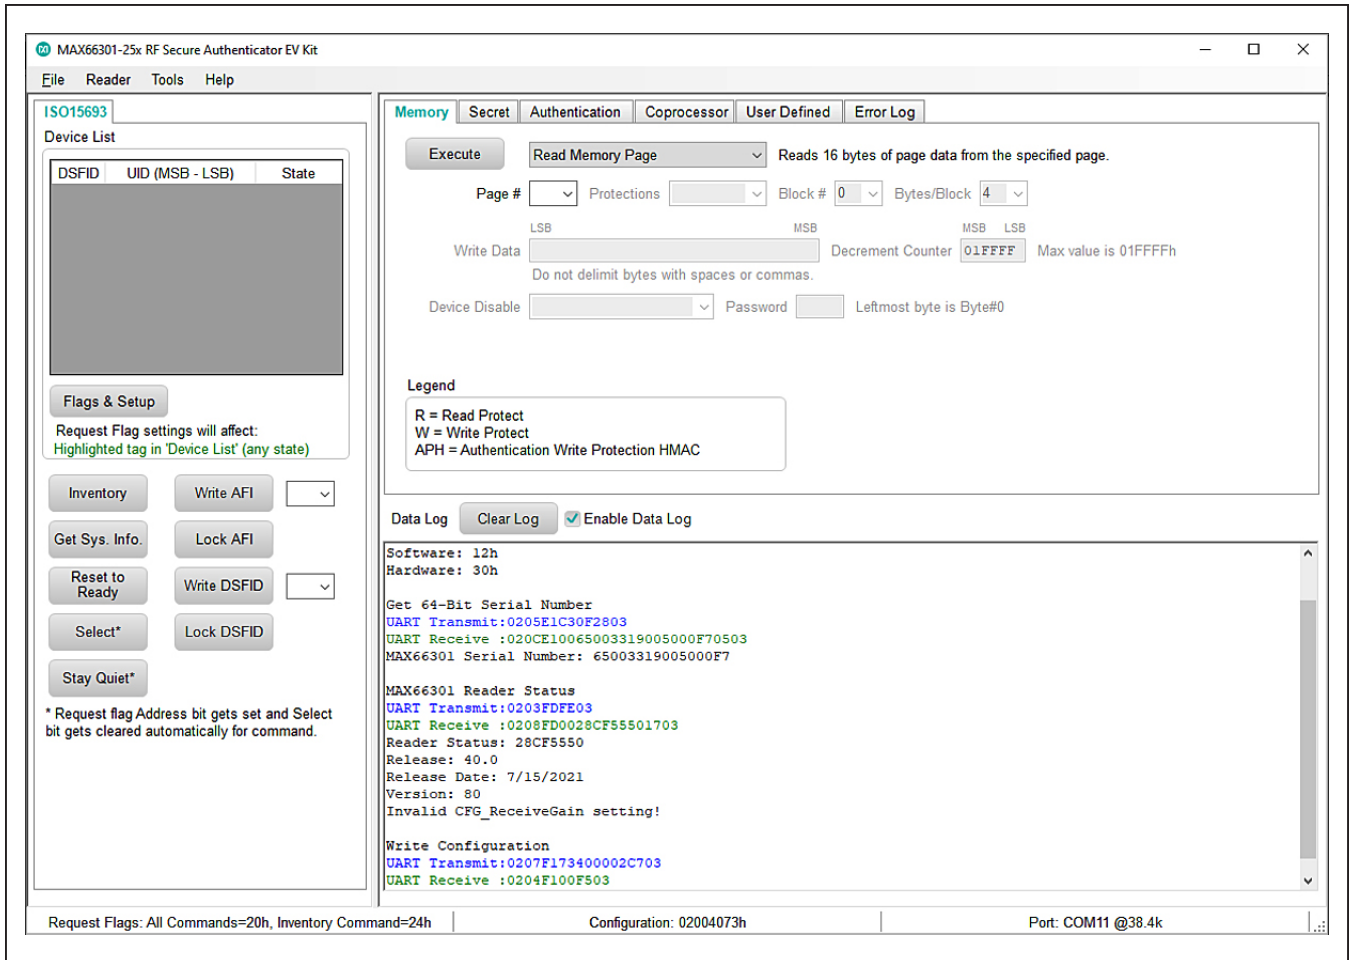 MAX66301-25x RF Secure Authenticator EV Kit
File Reader Tools Help
ISO15693
Device List
DSFID UID (MSB - LSB) State
Flags & Setup
Request Flag settings will affect:
Highlighted tag in 'Device List' (any state)
Inventory Write AFI
Get Sys. Info. Lock AFI
Reset to
Ready
Write DSFID
Select* Lock DSFID
Stay Quiet*
* Request flag Address bit gets set and Select
bit gets cleared automatically for command.
Memory Secret Authentication Coprocessor User Defined Error Log
Execute Read Memory Page Reads 16 bytes of page data from the specified page.
Page # Protections Block # 0 Bytes/Block 4
LSB MSB MSB LSB
Write Data Decrement Counter 01FFFF Max value is 01FFFFh
Do not delimit bytes with spaces or commas.
Device Disable Password Leftmost byte is Byte#0
Legend
R = Read Protect
W = Write Protect
APH = Authentication Write Protection HMAC
Data Log Clear Log Enable Data Log
Software: 12h
Hardware: 30h
Get 64-Bit Serial Number
UART Transmit:0205E1C30F2803
UART Receive :020CE10065003319005000F70503
MAX66301 Serial Number: 65003319005000F7
MAX66301 Reader Status
UART Transmit:0203FDFE03
UART Receive :0208FD0028CF55501703
Reader Status: 28CF5550
Release: 40.0
Release Date: 7/15/2021
Version: 80
Invalid CFG_ReceiveGain setting!
Write Configuration
UART Transmit:0207F173400002C703
UART Receive :0204F100F503
Request Flags: All Commands=20h, Inventory Command=24h Configuration: 02004073h Port: COM11 @38.4k